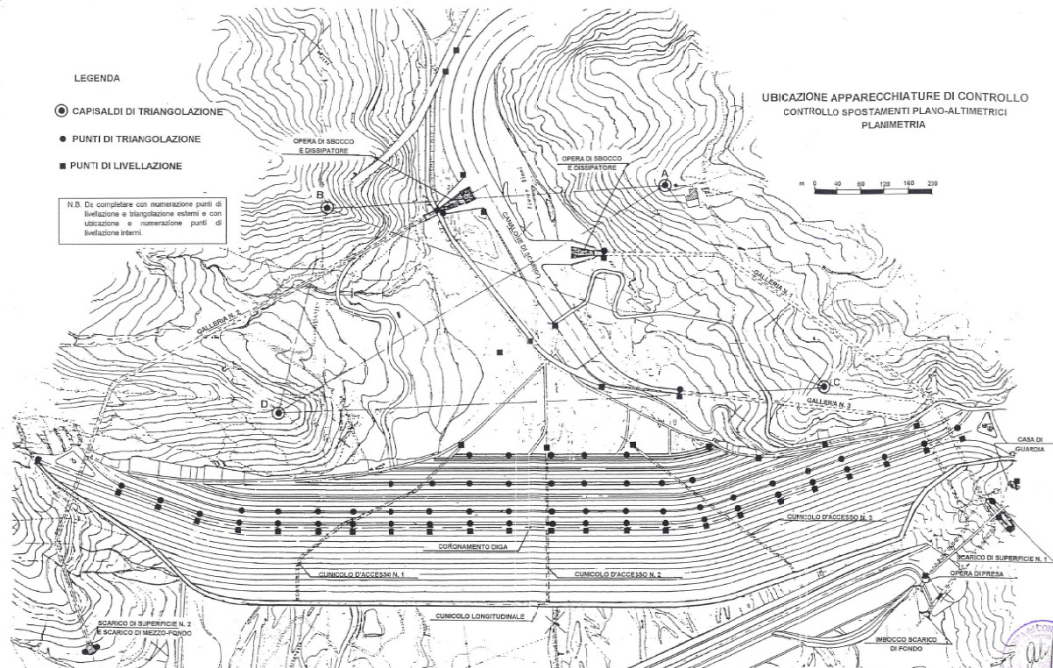 LEGENDA
CAPISALDI DI TRIANGOLAZIONE
PUNTI DI TRIANGOLAZIONE
PUNTI DI LIVELLAZIONE
N.B. Da completare con numerazione punti di
livellazione e triangolazione esterni e con
ubicazione e numerazione punti di
livellazione interni.
UBICAZIONE APPARECCHIATURE DI CONTROLLO
CONTROLLO SPOSTAMENTI PLANO-ALTIMETRICI
PLANIMETRIA
m 0 40 80 120 160 200
OPERA DI SBOCCO
E DISSIPATORE
OPERA DI SBOCCO
E DISSIPATORE
A
B
CANALE DI SCARICO
GALLERIA N. 2
GALLERIA N. 1
C
D
GALLERIA N. 3
CASA DI
GUARDIA
CUNICOLO D'ACCESSO N. 3
CORONAMENTO DIGA
CUNICOLO D'ACCESSO N. 1
CUNICOLO D'ACCESSO N. 2
SCARICO DI SUPERFICIE N. 1
OPERA DI PRESA
CUNICOLO LONGITUDINALE
SCARICO DI SUPERFICIE N. 2
E SCARICO DI MEZZO-FONDO
IMBOCCO SCARICO
DI FONDO